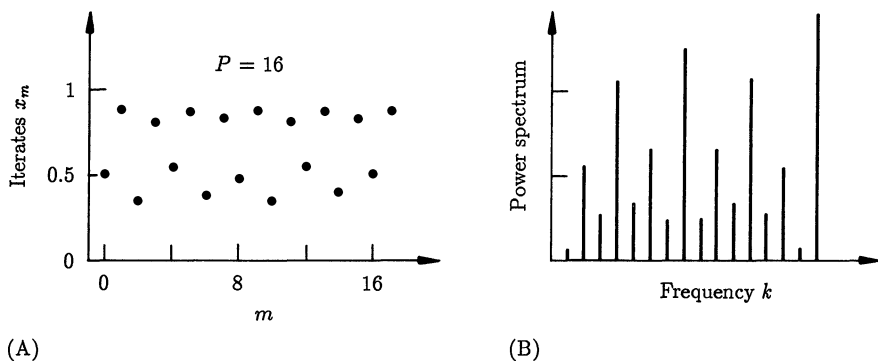 P = 16
Iterates x_m
1
0.5
0
0
8
16
m
(A)
Power spectrum
Frequency k
(B)